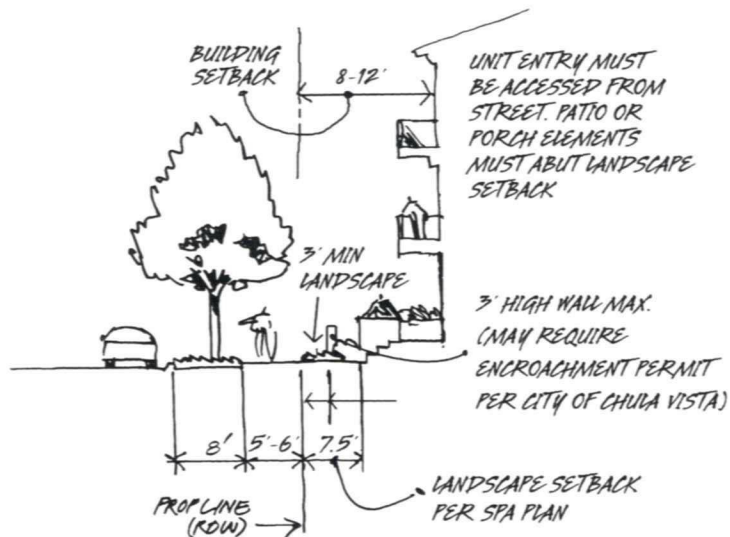 BUILDING
SETBACK
8-12'
UNIT ENTRY MUST
BE ACCESSED FROM
STREET. PATIO OR
PORCH ELEMENTS
MUST ABUT LANDSCAPE
SETBACK
3' MIN
LANDSCAPE
3' HIGH WALL MAX.
(MAY REQUIRE
ENCROACHMENT PERMIT
PER CITY OF CHULA VISTA)
8'
5'-6'
7.5'
LANDSCAPE SETBACK
PER SPA PLAN
PROP LINE
(ROW)